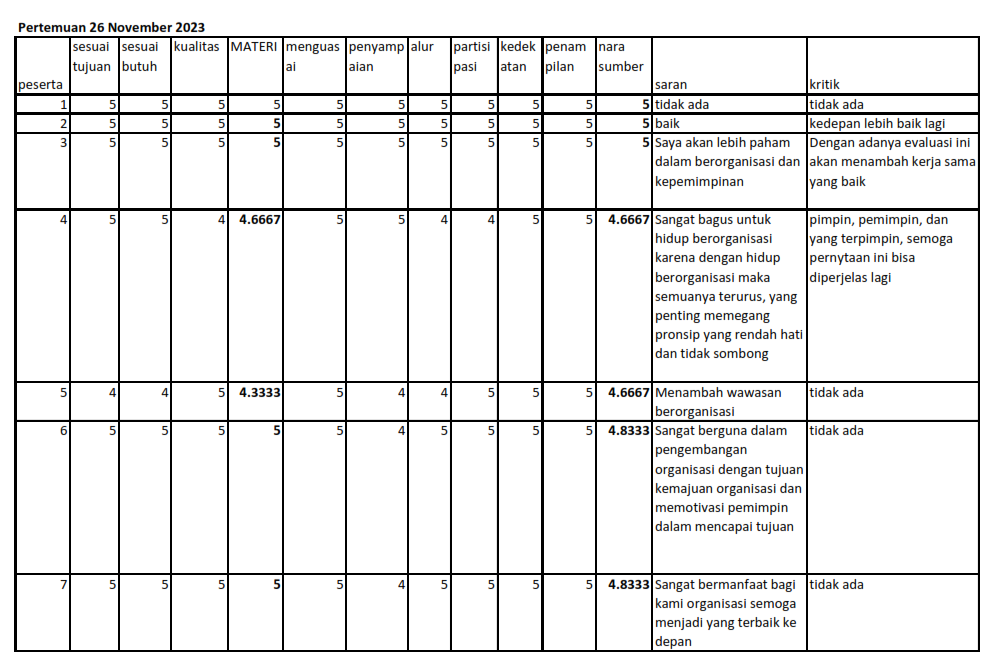 Pertemuan 26 November 2023
peserta sesuai tujuan sesuai butuh kualitas MATERI menguas ai penyamp aian alur partisi pasi kedek atan penam pilan nara sumber saran kritik
1 5 5 5 5 5 5 5 5 5 5 5 tidak ada tidak ada
2 5 5 5 5 5 5 5 5 5 5 5 baik kedepan lebih baik lagi
3 5 5 5 5 5 5 5 5 5 5 5 Saya akan lebih paham Dengan adanya evaluasi ini
dalam berorganisasi dan akan menambah kerja sama
kepemimpinan yang baik
4 5 5 4 4.6667 5 5 4 4 5 5 4.6667 Sangat bagus untuk pimpin, pemimpin, dan
hidup berorganisasi yang terpimpin, semoga
karena dengan hidup pernytaan ini bisa
berorganisasi maka diperjelas lagi
semuanya terurus, yang
penting memegang
pronsip yang rendah hati
dan tidak sombong
5 4 4 5 4.3333 5 4 4 5 5 5 4.6667 Menambah wawasan tidak ada
berorganisasi
6 5 5 5 5 5 4 5 5 5 5 4.8333 Sangat berguna dalam tidak ada
pengembangan
organisasi dengan tujuan
kemajuan organisasi dan
memotivasi pemimpin
dalam mencapai tujuan
7 5 5 5 5 5 4 5 5 5 5 4.8333 Sangat bermanfaat bagi tidak ada
kami organisasi semoga
menjadi yang terbaik ke
depan